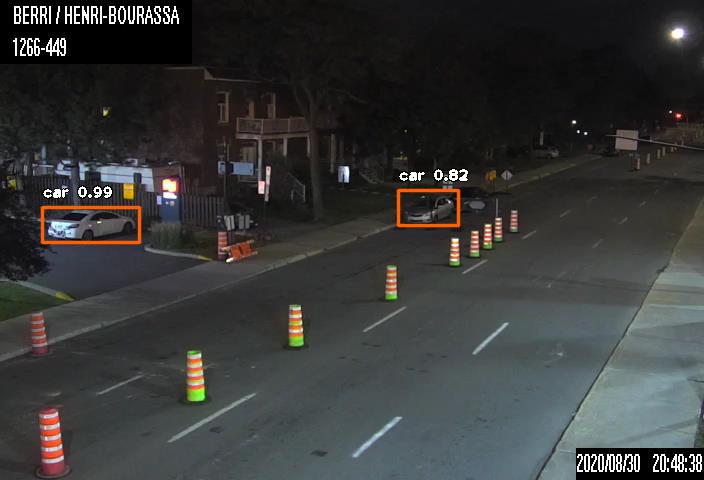 BERRI / HENRI-BOURASSA
1266-449
car 0.99
car 0.82
2020/08/30 20:48:38